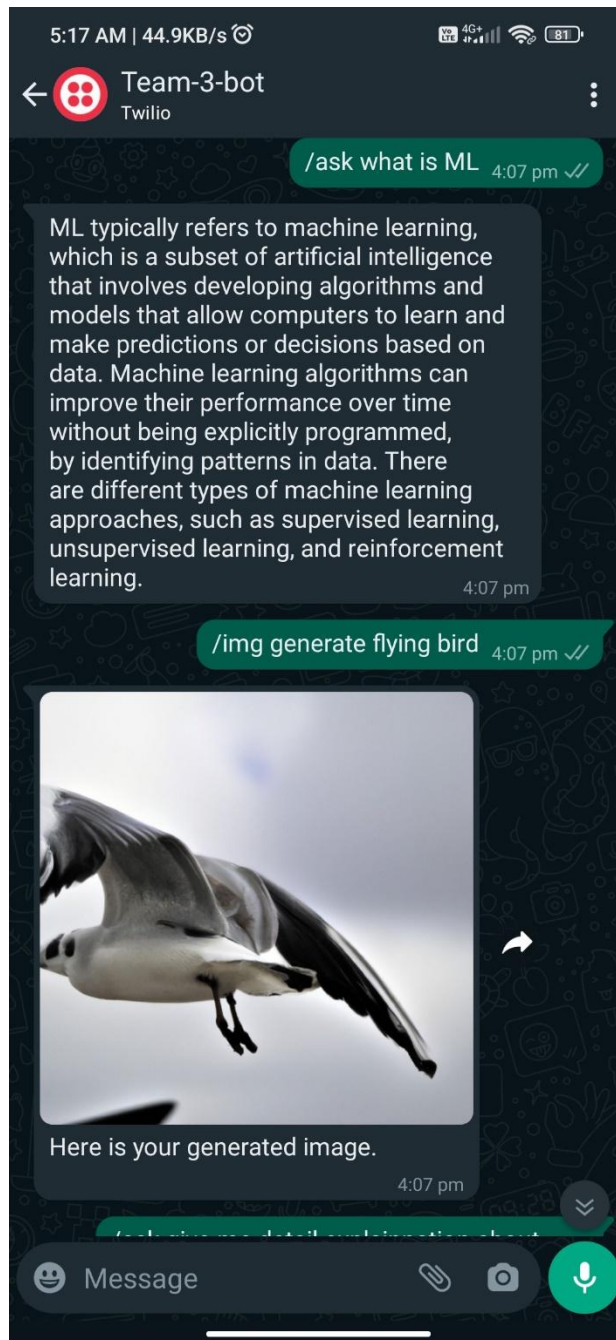 5:17 AM | 44.9KB/s
Vo LTE 4G+ 81
Team-3-bot
Twilio
/ask what is ML 4:07 pm
ML typically refers to machine learning,
which is a subset of artificial intelligence
that involves developing algorithms and
models that allow computers to learn and
make predictions or decisions based on
data. Machine learning algorithms can
improve their performance over time
without being explicitly programmed,
by identifying patterns in data. There
are different types of machine learning
approaches, such as supervised learning,
unsupervised learning, and reinforcement
learning.
4:07 pm
/img generate flying bird 4:07 pm
Here is your generated image.
4:07 pm
Message